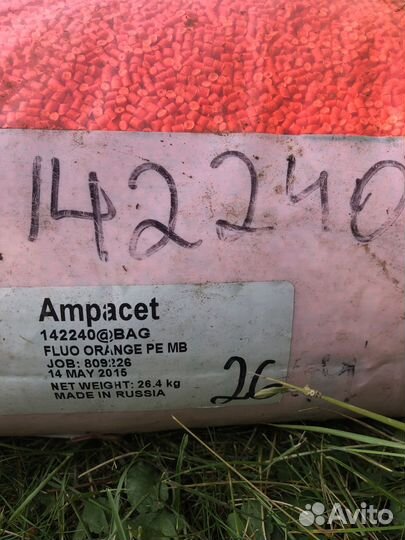 142240
Ampacet
142240@BAG
FLUO ORANGE PE MB
JOB: 809226
14 MAY 2015
NET WEIGHT: 26.4 kg
MADE IN RUSSIA
26
Avito